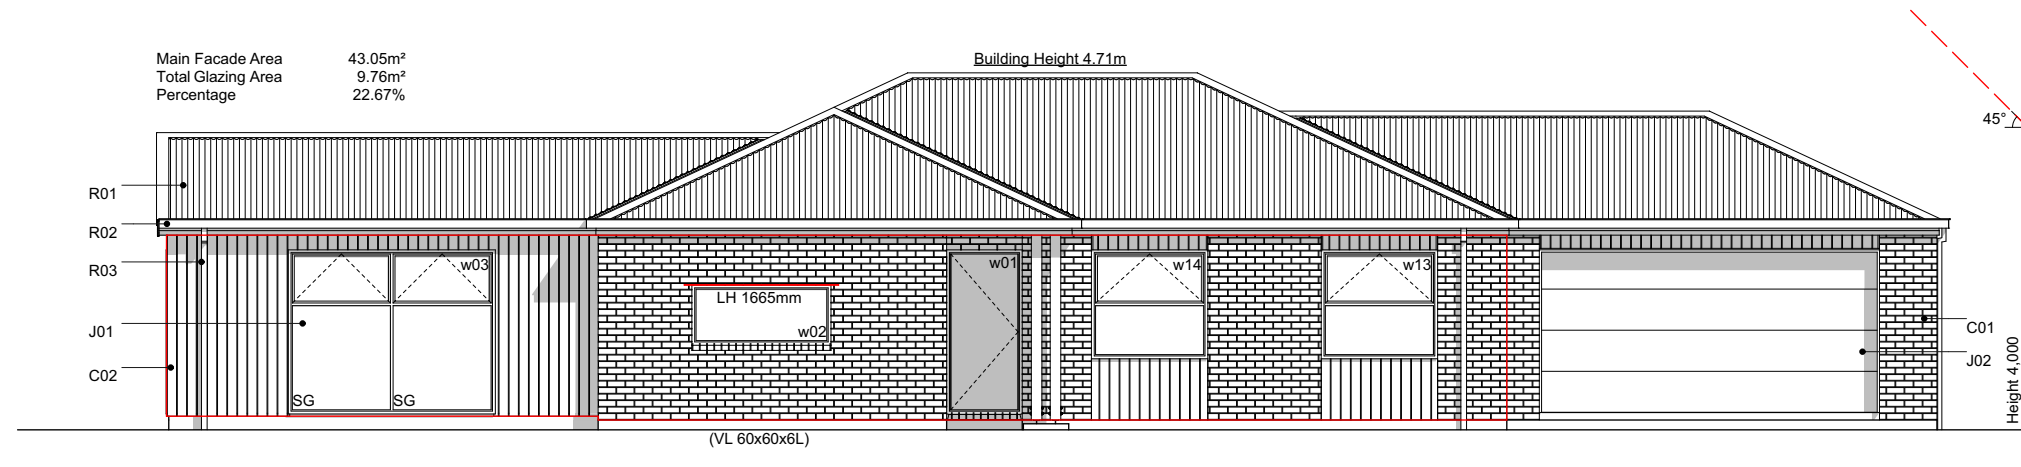 Main Facade Area 43.05m²
Total Glazing Area 9.76m²
Percentage 22.67%
Building Height 4.71m
45°
R01
R02
R03
J01
C02
w03
SG SG
LH 1665mm
w02
w01
w14
w13
C01
J02
Height 4,000
(VL 60x60x6L)